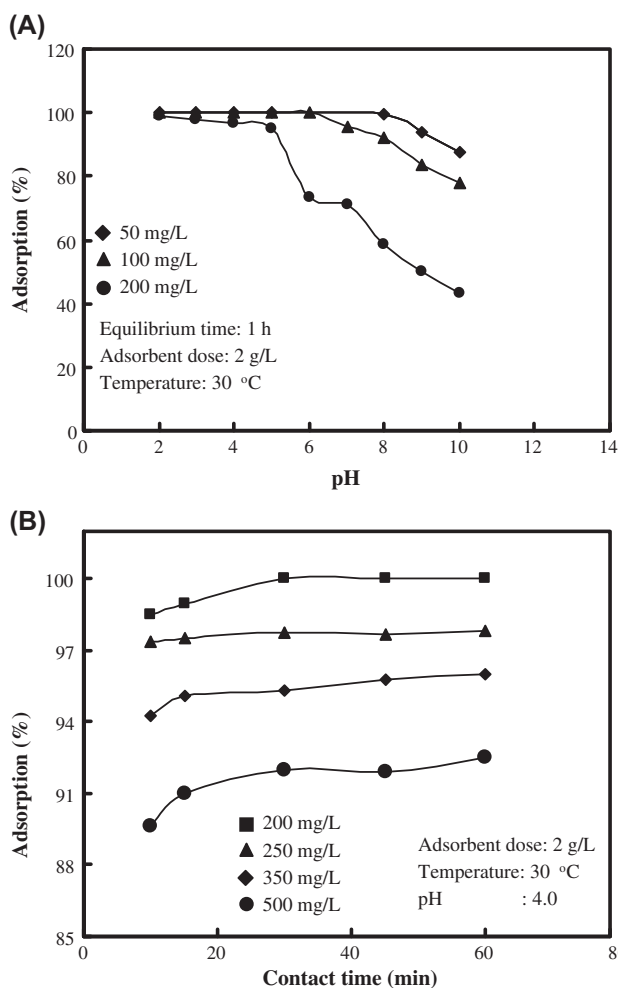 (A)
120
100
80
60
40
20
0
Adsorption (%)
50 mg/L
100 mg/L
200 mg/L
Equilibrium time: 1 h
Adsorbent dose: 2 g/L
Temperature: 30 °C
0 2 4 6 8 10 12 14
pH
(B)
100
97
94
91
88
85
Adsorption (%)
200 mg/L
250 mg/L
350 mg/L
500 mg/L
Adsorbent dose: 2 g/L
Temperature: 30 °C
pH : 4.0
0 20 40 60 8
Contact time (min)